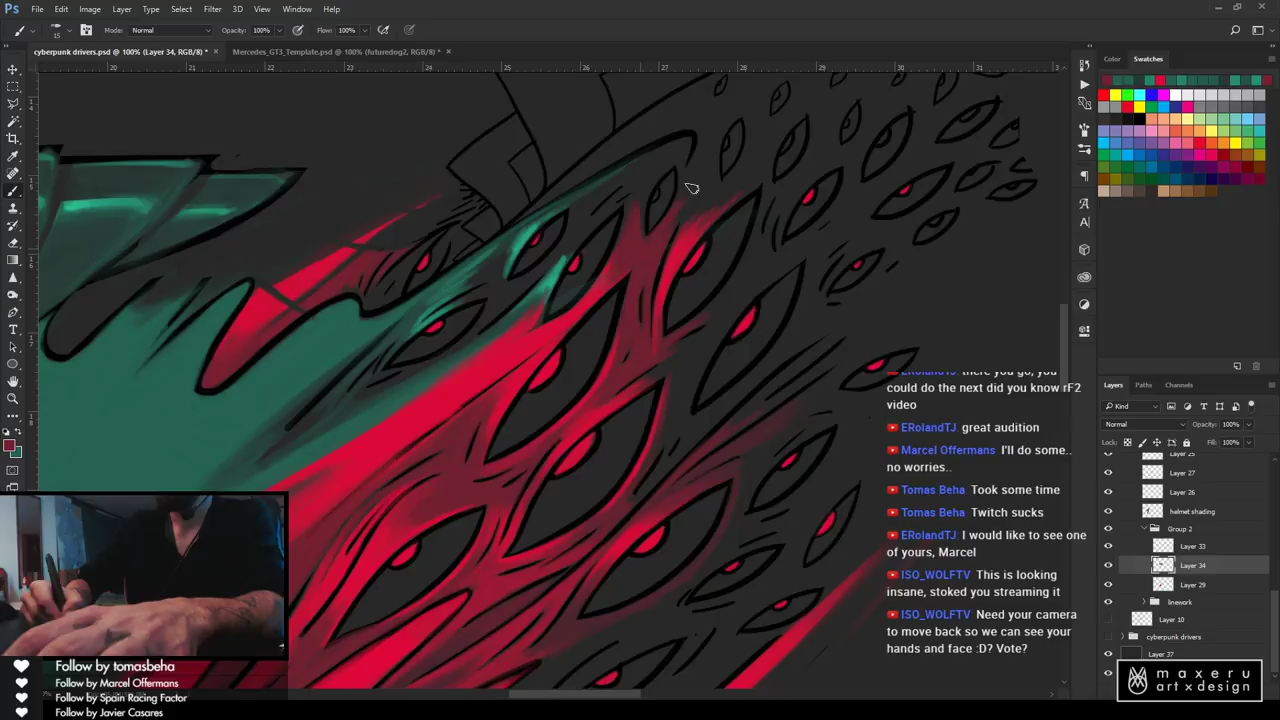 Ps File Edit Image Layer Type Select Filter 3D View Window Help
15 Mode: Normal Opacity: 100% Flow: 100%
cyberpunk drivers.psd @ 100% (Layer 34, RGB/8) * × Mercedes_GT3_Template.psd @ 100% (futuredog2, RGB/8) * ×
20 21 22 23 24 25 26 27 28 29 30 3
Color Swatches
Layers Paths Channels
Kind
Normal Opacity: 100%
Lock: Fill: 100%
Layer 25
Layer 27
Layer 26
helmet shading
Group 2
Layer 33
Layer 34
Layer 29
linework
Layer 10
cyberpunk drivers
Layer 37
ERolandTJ: there you go, you
could do the next did you know rF2
video
ERolandTJ great audition
Marcel Offermans I'll do some..
no worries..
Tomas Beha Took some time
Tomas Beha Twitch sucks
ERolandTJ I would like to see one
of yours, Marcel
ISO_WOLFTV This is looking
insane, stoked you streaming it
ISO_WOLFTV Need your camera
to move back so we can see your
hands and face :D? Vote?
Follow by tomasbeha
Follow by Marcel Offermans
Follow by Spain Racing Factor
Follow by Javier Casares
maxeru
art x design